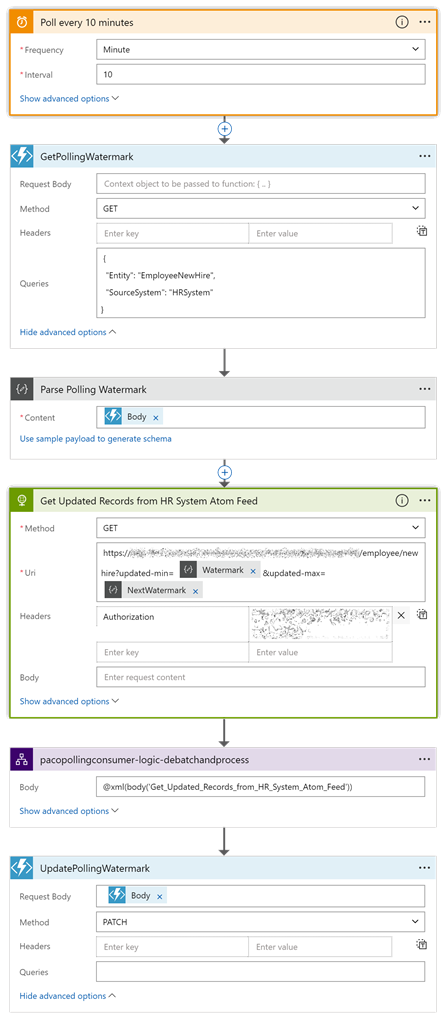 Poll every 10 minutes
* Frequency Minute
* Interval 10
Show advanced options
GetPollingWatermark
Request Body Context object to be passed to function: { .. }
Method GET
Headers Enter key Enter value
{
"Entity": "EmployeeNewHire",
Queries "SourceSystem": "HRSystem"
}
Hide advanced options
Parse Polling Watermark
* Content Body ×
Use sample payload to generate schema
Get Updated Records from HR System Atom Feed
* Method GET
https:// /employee/new
* Uri hire?updated-min= Watermark × &updated-max=
NextWatermark ×
Headers Authorization
Enter key Enter value
Body Enter request content
Show advanced options
pacopollingconsumer-logic-debatchandprocess
Body @xml(body('Get_Updated_Records_from_HR_System_Atom_Feed'))
Show advanced options
UpdatePollingWatermark
Request Body Body ×
Method PATCH
Headers Enter key Enter value
Queries
Hide advanced options